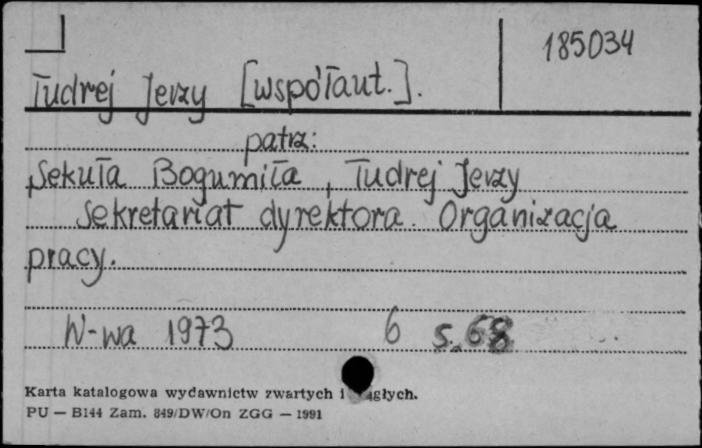 185034
Tudrej Jerzy [współaut.].
patrz:
Sekuła Bogumiła, Tudrej Jerzy
Sekretariat dyrektora. Organizacja
pracy.
W-wa 1973 6 s. 68
Karta katalogowa wydawnictw zwartych i ągłych.
PU — B144 Zam. 849/DW/On ZGG — 1991